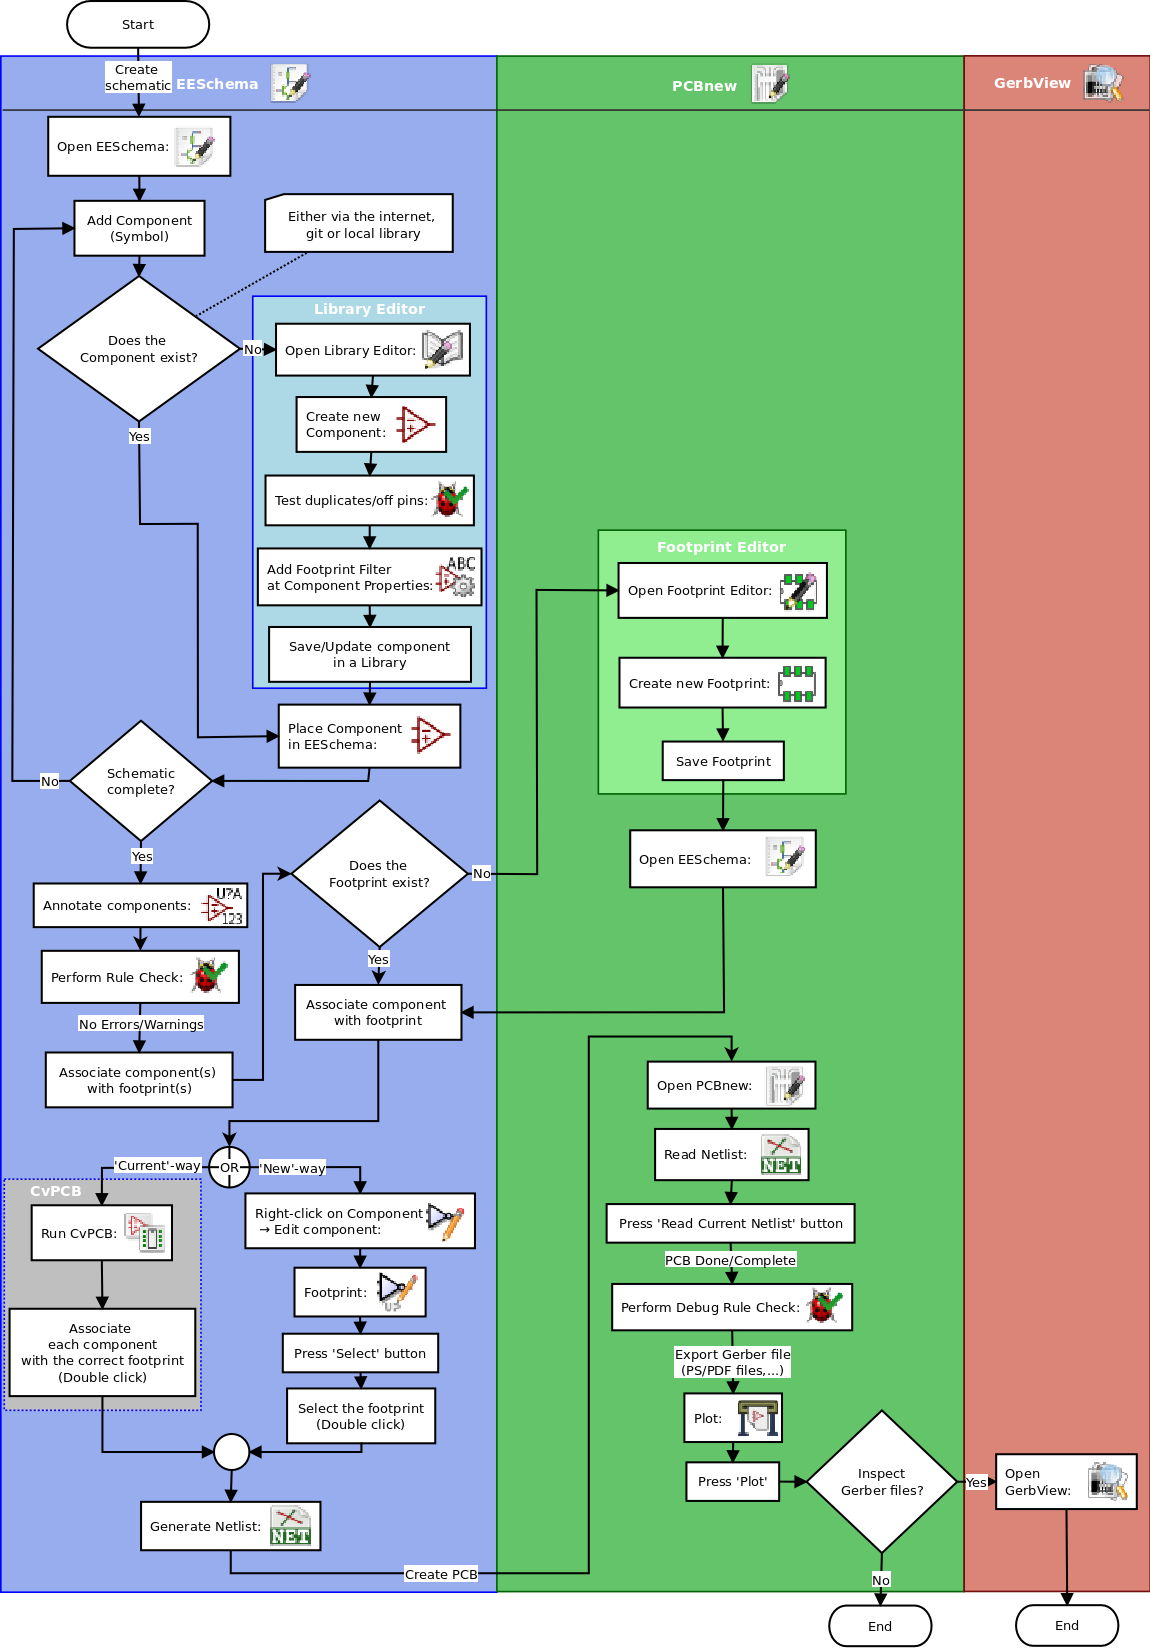 Start
Create
schematic
EESchema
PCBnew
GerbView
Open EESchema:
Add Component
(Symbol)
Either via the internet,
git or local library
Does the
Component exist?
No
Yes
Library Editor
Open Library Editor:
Create new
Component:
Test duplicates/off pins:
Add Footprint Filter
at Component Properties:
ABC
Save/Update component
in a Library
Place Component
in EESchema:
Schematic
complete?
No
Yes
Footprint Editor
Open Footprint Editor:
Create new Footprint:
Save Footprint
Open EESchema:
Does the
Footprint exist?
No
Yes
Annotate components:
U?A
123
Perform Rule Check:
No Errors/Warnings
Associate component(s)
with footprint(s)
Associate component
with footprint
OR
'Current'-way
'New'-way
CvPCB
Run CvPCB:
Associate
each component
with the correct footprint
(Double click)
Right-click on Component
→ Edit component:
Footprint:
U?
Press 'Select' button
Select the footprint
(Double click)
Generate Netlist:
NET
Create PCB
Open PCBnew:
Read Netlist:
NET
Press 'Read Current Netlist' button
PCB Done/Complete
Perform Debug Rule Check:
Export Gerber file
(PS/PDF files,...)
Plot:
Press 'Plot'
Inspect
Gerber files?
Yes
No
Open
GerbView:
End
End